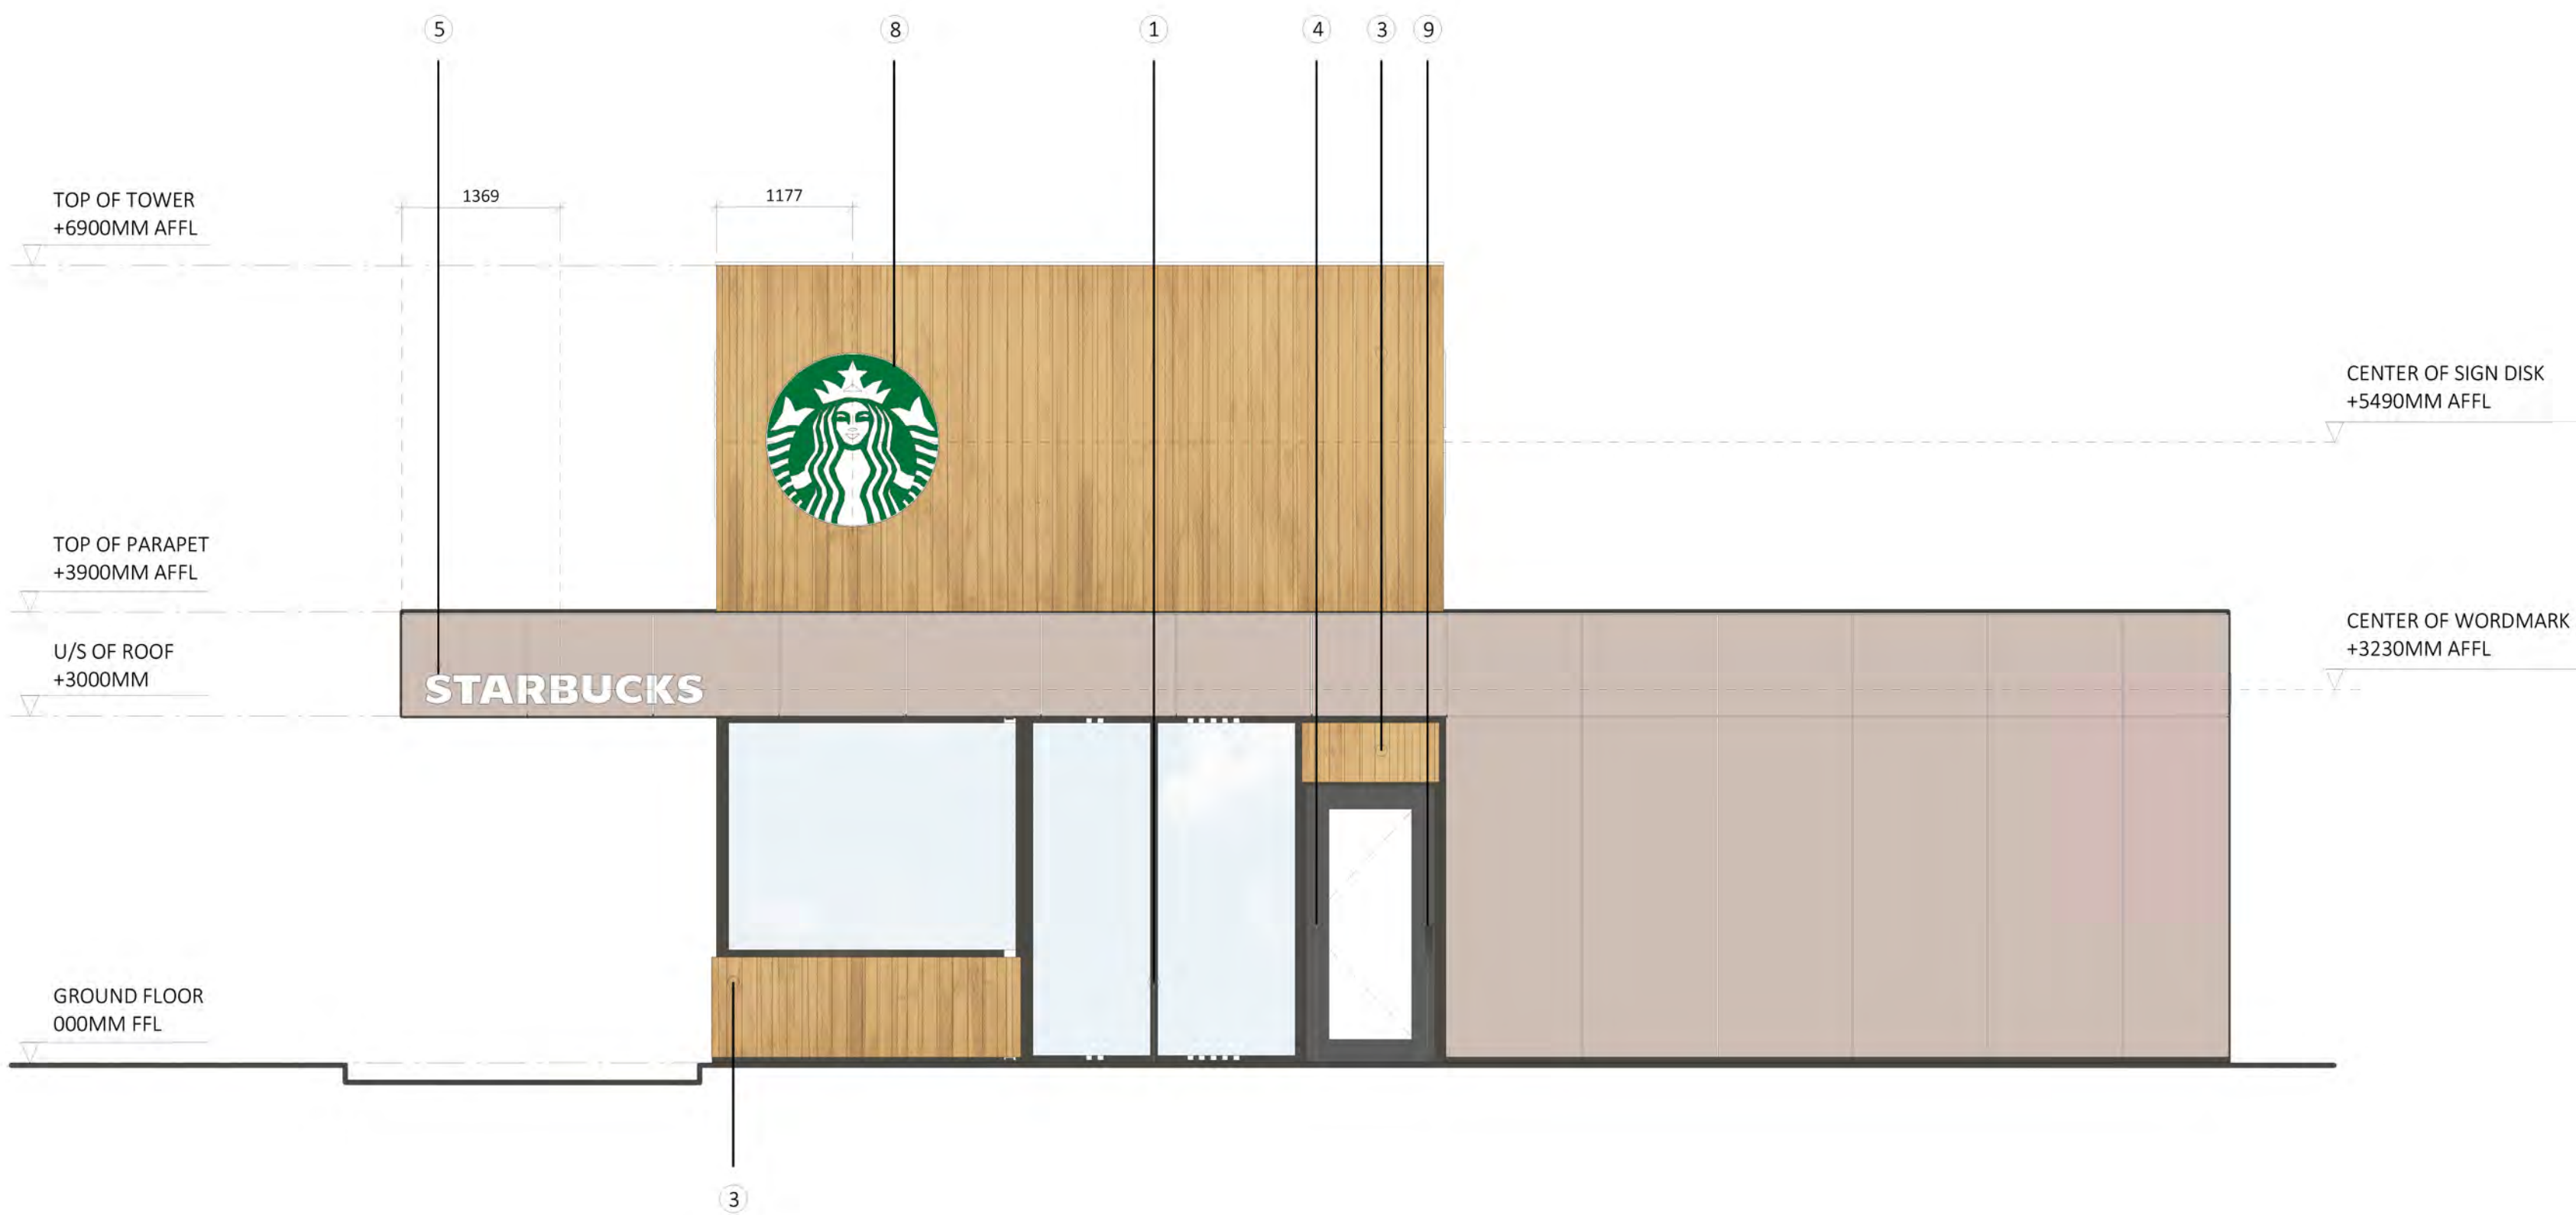 5
8
1
4
3
9
TOP OF TOWER
+6900MM AFFL
1369
1177
CENTER OF SIGN DISK
+5490MM AFFL
TOP OF PARAPET
+3900MM AFFL
CENTER OF WORDMARK
+3230MM AFFL
U/S OF ROOF
+3000MM
STARBUCKS
GROUND FLOOR
000MM FFL
3